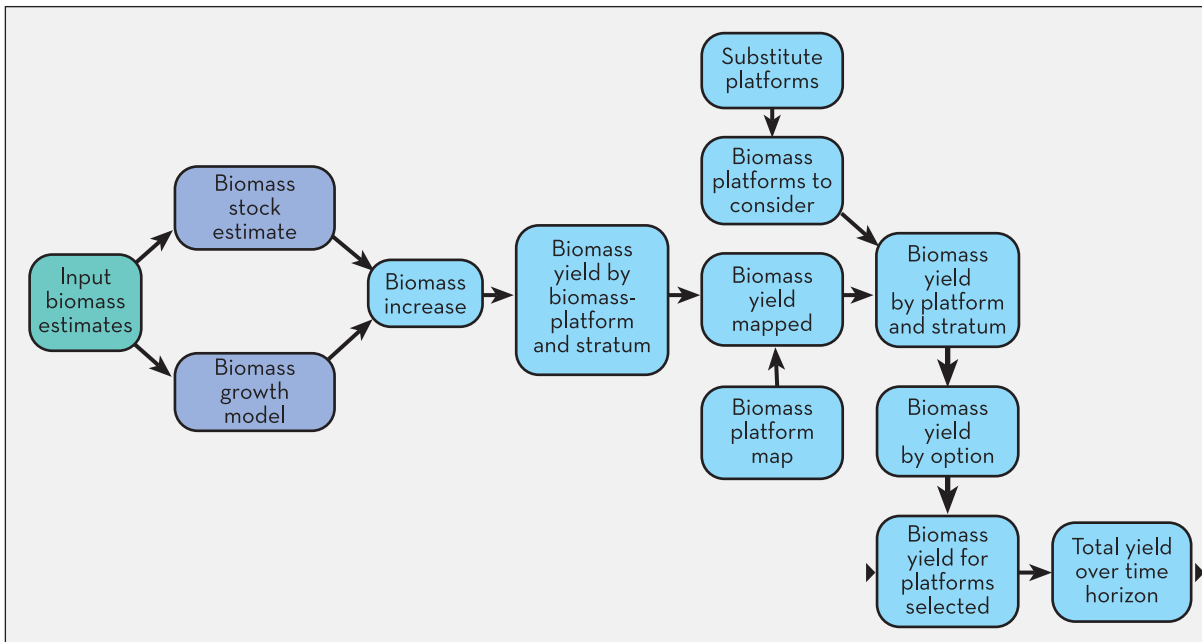 Substitute
platforms
Biomass
platforms to
consider
Biomass
stock
estimate
Input
biomass
estimates
Biomass
increase
Biomass
yield by
biomass-
platform
and stratum
Biomass
yield
mapped
Biomass
yield
by platform
and stratum
Biomass
growth
model
Biomass
platform
map
Biomass
yield
by option
Biomass
yield for
platforms
selected
Total yield
over time
horizon